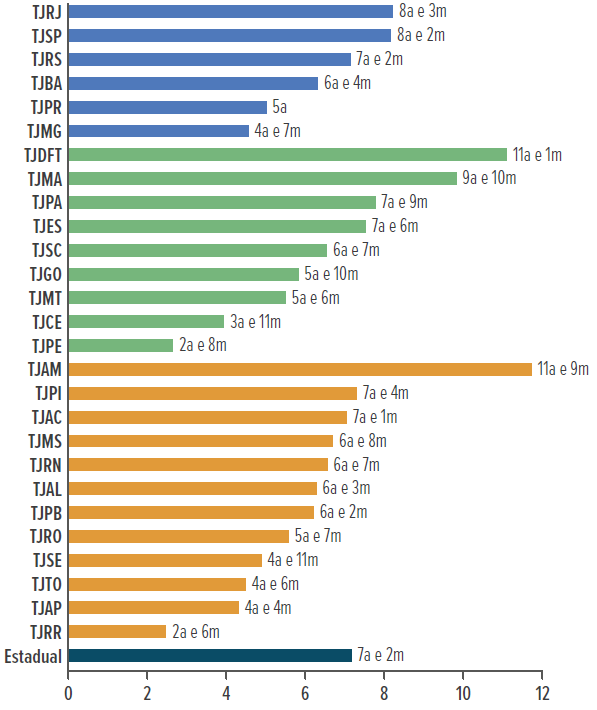 TJRJ 8a e 3m
TJSP 8a e 2m
TJRS 7a e 2m
TJBA 6a e 4m
TJPR 5a
TJMG 4a e 7m
TJDFT 11a e 1m
TJMA 9a e 10m
TJPA 7a e 9m
TJES 7a e 6m
TJSC 6a e 7m
TJGO 5a e 10m
TJMT 5a e 6m
TJCE 3a e 11m
TJPE 2a e 8m
TJAM 11a e 9m
TJPI 7a e 4m
TJAC 7a e 1m
TJMS 6a e 8m
TJRN 6a e 7m
TJAL 6a e 3m
TJPB 6a e 2m
TJRO 5a e 7m
TJSE 4a e 11m
TJTO 4a e 6m
TJAP 4a e 4m
TJRR 2a e 6m
Estadual 7a e 2m
0 2 4 6 8 10 12